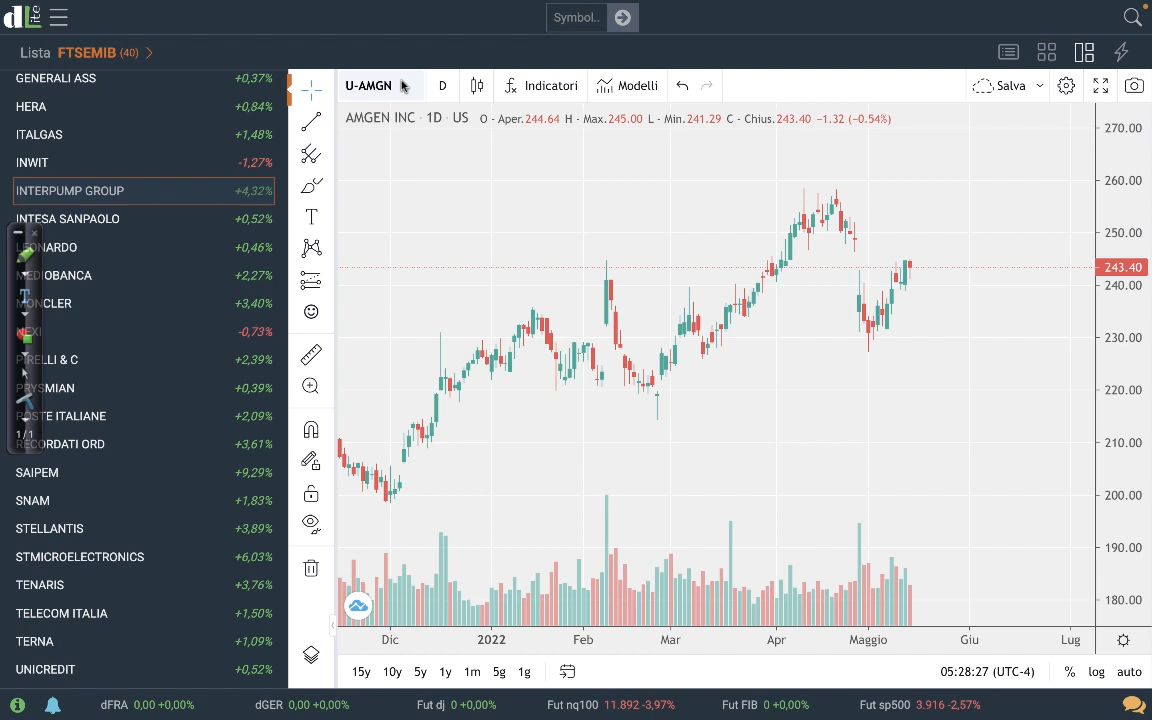 dLite
Symbol..
Lista FTSEMIB (40)
GENERALI ASS +0,37%
HERA +0,84%
ITALGAS +1,48%
INWIT -1,27%
INTERPUMP GROUP +4,32%
INTESA SANPAOLO +0,52%
LEONARDO +0,46%
MEDIOBANCA +2,27%
MONCLER +3,40%
NEXI -0,73%
PIRELLI & C +2,39%
PRYSMIAN +0,39%
POSTE ITALIANE +2,09%
RECORDATI ORD +3,61%
SAIPEM +9,29%
SNAM +1,83%
STELLANTIS +3,89%
STMICROELECTRONICS +6,03%
TENARIS +3,76%
TELECOM ITALIA +1,50%
TERNA +1,09%
UNICREDIT +0,52%
1/1
U-AMGN D Indicatori Modelli Salva
AMGEN INC · 1D · US O - Aper.244.64 H - Max.245.00 L - Min.241.29 C - Chius.243.40 −1.32 (−0.54%)
270.00
260.00
250.00
243.40
240.00
230.00
220.00
210.00
200.00
190.00
180.00
Dic 2022 Feb Mar Apr Maggio Giu Lug
15y 10y 5y 1y 1m 5g 1g 05:28:27 (UTC-4) % log auto
dFRA 0,00 +0,00% dGER 0,00 +0,00% Fut dj 0 +0,00% Fut nq100 11.892 -3,97% Fut FIB 0 +0,00% Fut sp500 3.916 -2,57%